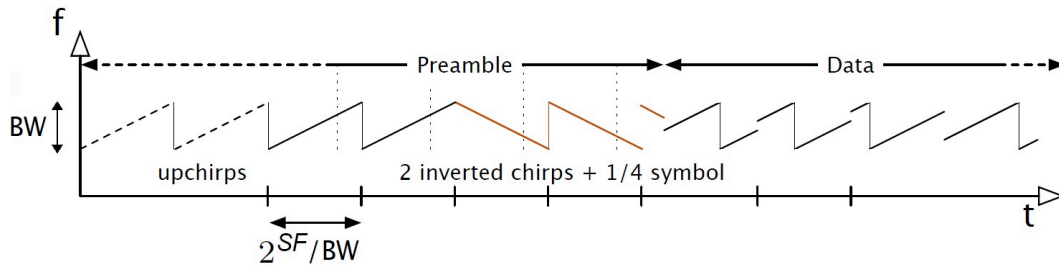 f
Preamble
Data
BW
upchirps
2 inverted chirps + 1/4 symbol
t
2^SF/BW